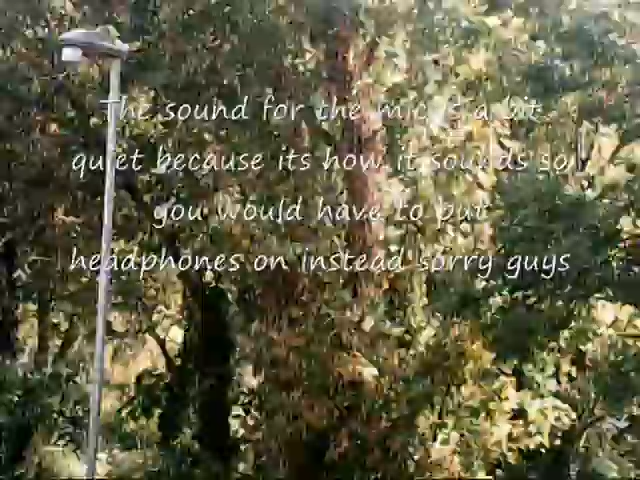 The sound for the mic is a bit
quiet because its how it sounds so
you would have to put
headphones on instead sorry guys